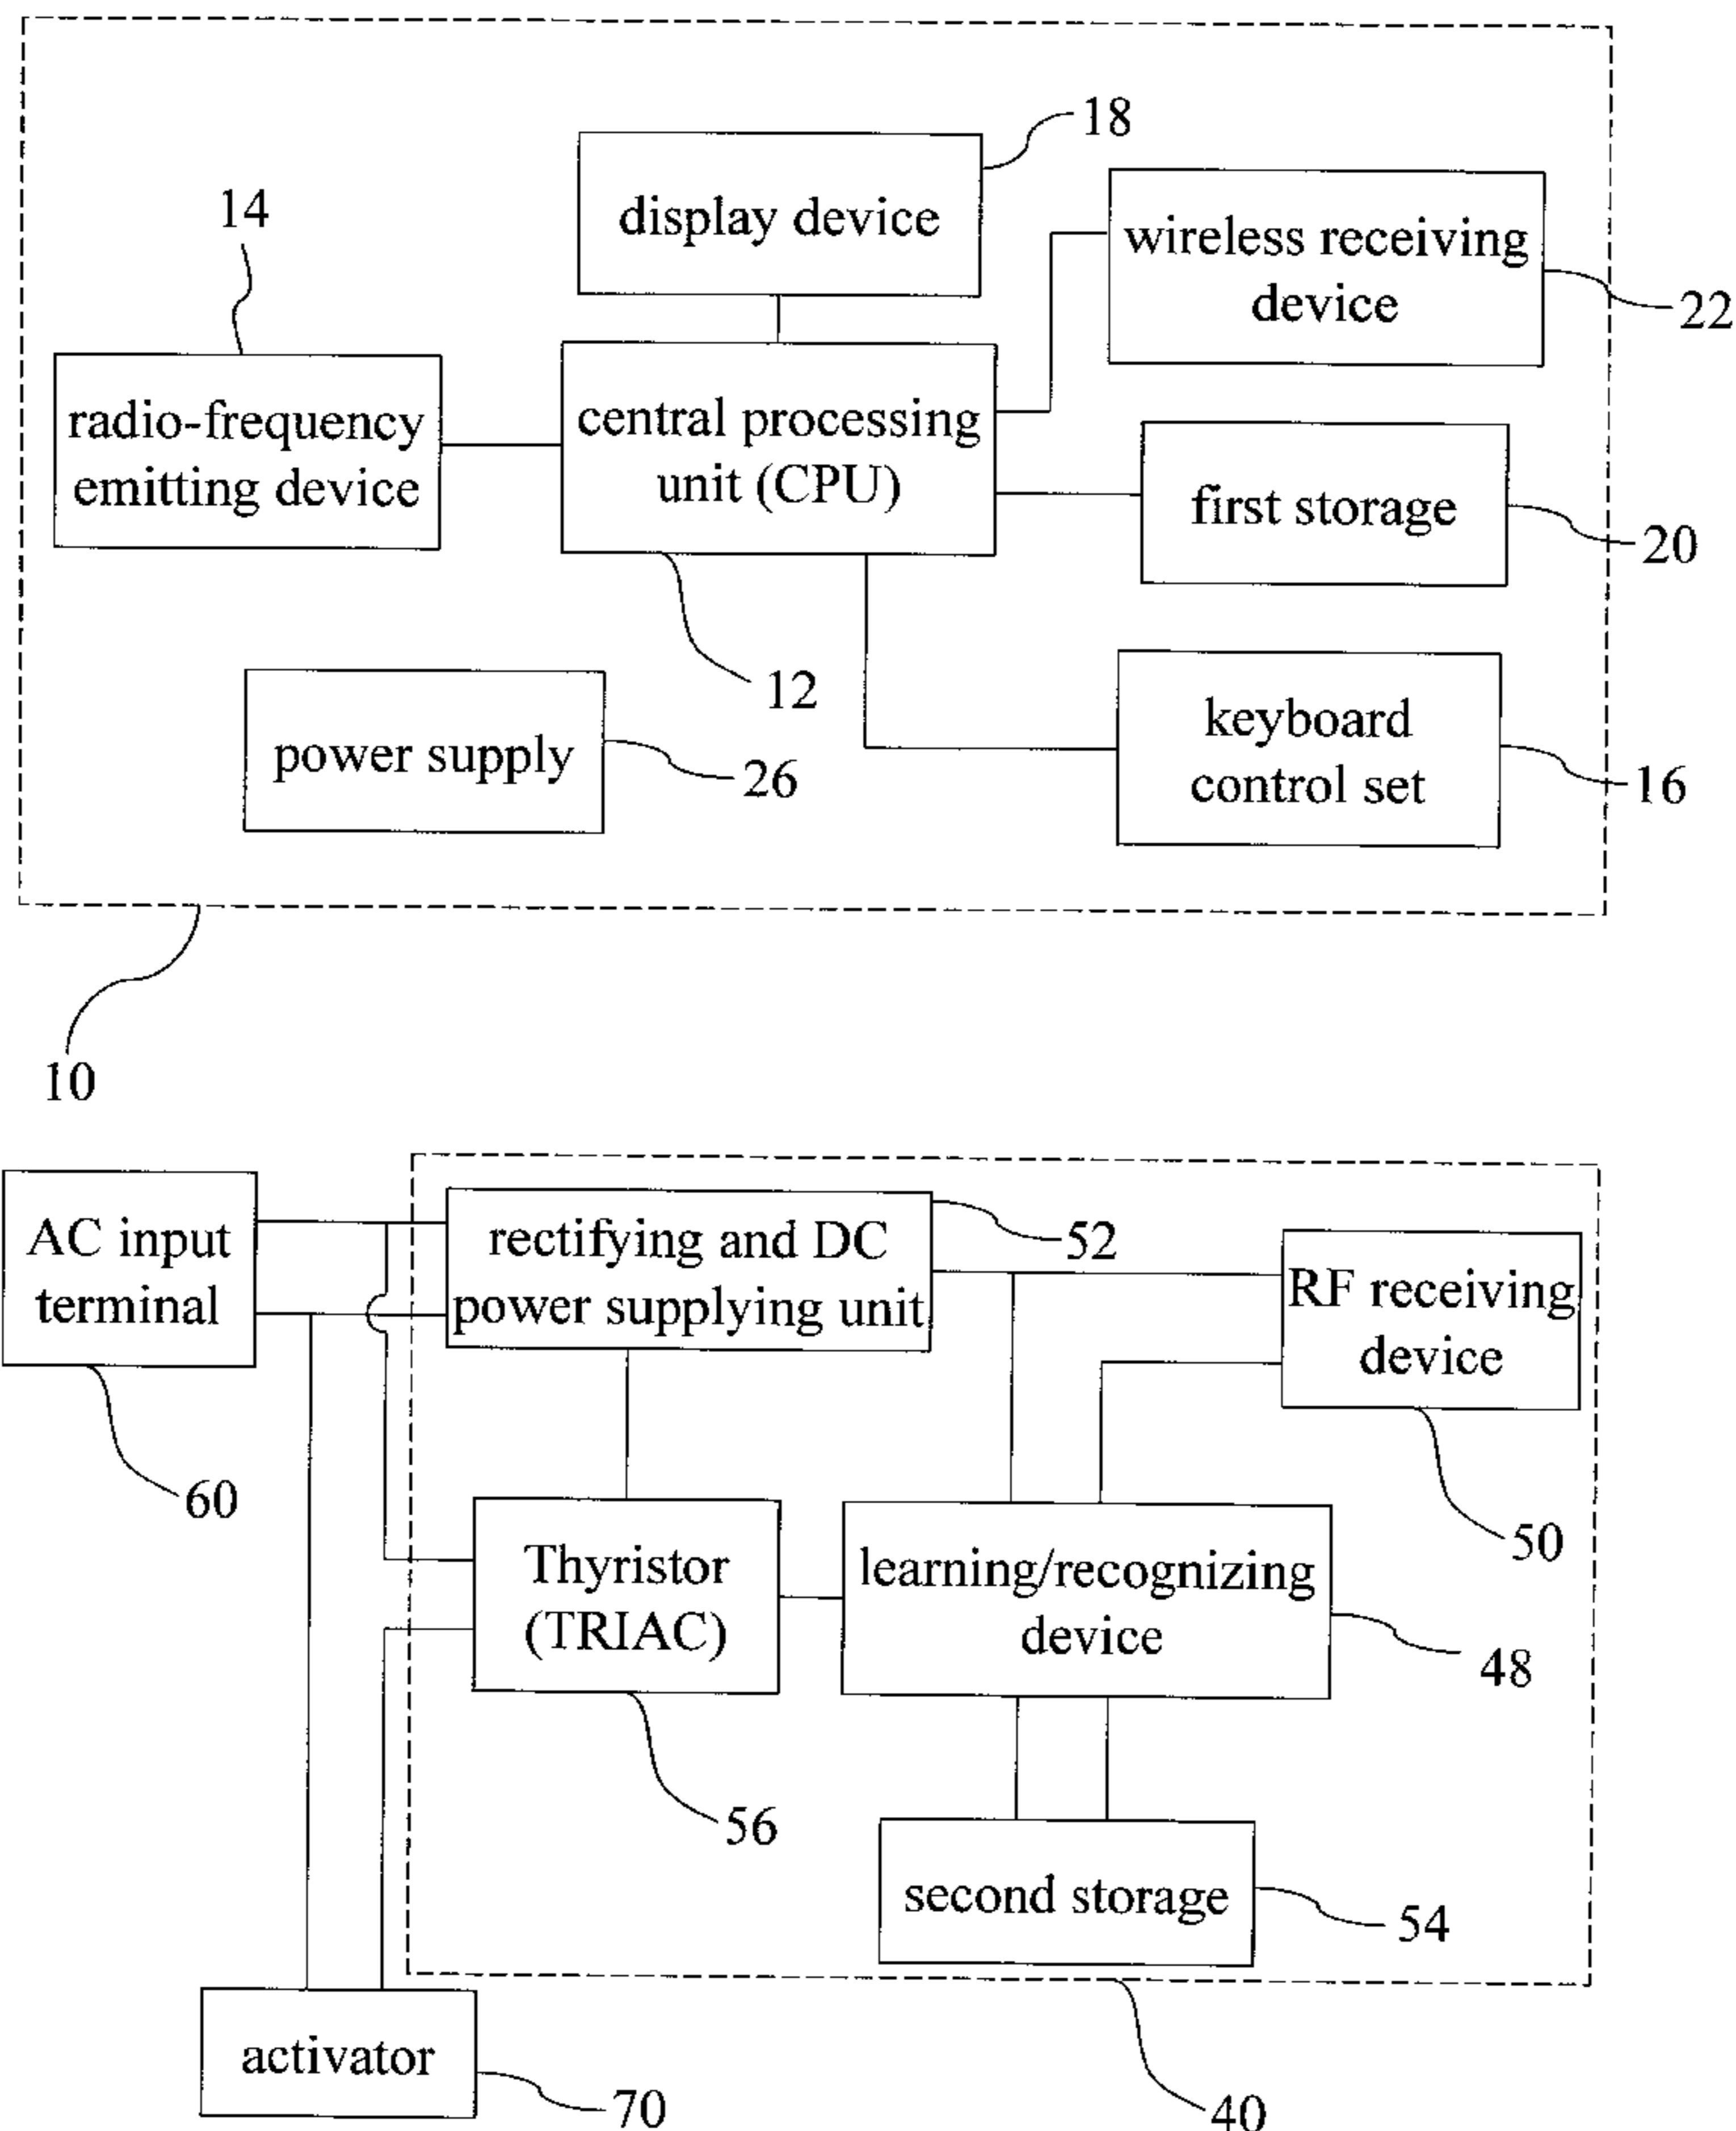 18
display device
14
wireless receiving
device
22
radio-frequency
emitting device
central processing
unit (CPU)
first storage
20
12
keyboard
control set
16
power supply
26
10
AC input
terminal
60
rectifying and DC
power supplying unit
52
RF receiving
device
50
Thyristor
(TRIAC)
56
learning/recognizing
device
48
second storage
54
activator
70
40